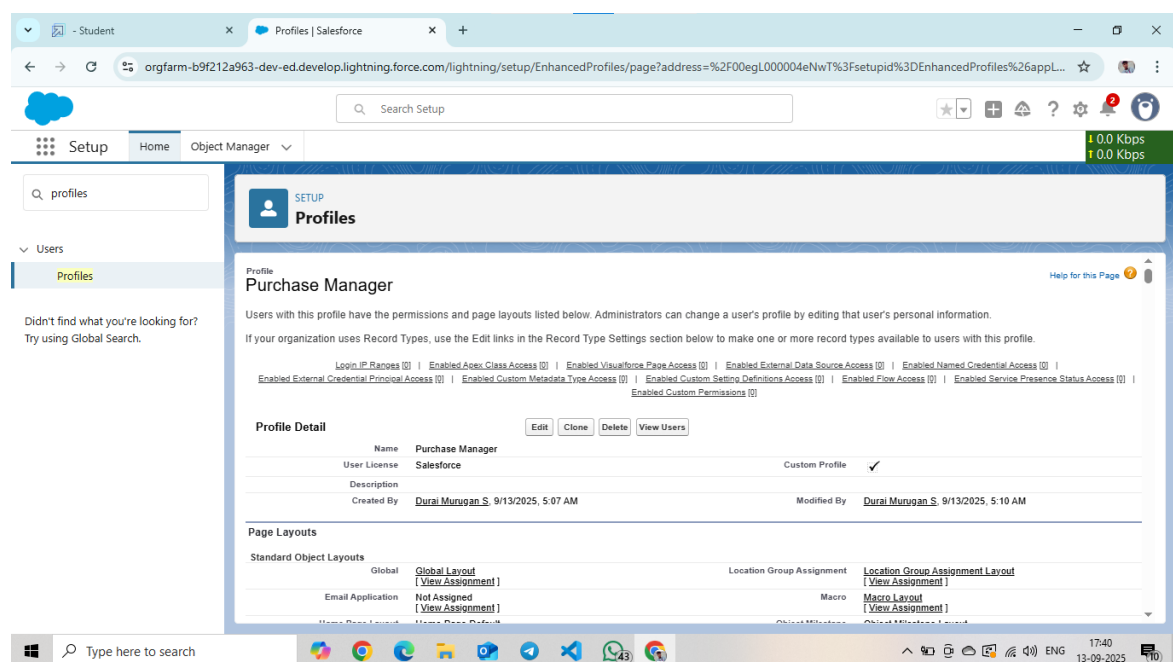 - Student
Profiles | Salesforce
orgfarm-b9f212a963-dev-ed.develop.lightning.force.com/lightning/setup/EnhancedProfiles/page?address=%2F00egL000004eNwT%3Fsetupid%3DEnhancedProfiles%26appL...
Search Setup
2
Setup
Home
Object Manager
0.0 Kbps
0.0 Kbps
profiles
Users
Profiles
Didn't find what you're looking for?
Try using Global Search.
SETUP
Profiles
Profile
Purchase Manager
Help for this Page
Users with this profile have the permissions and page layouts listed below. Administrators can change a user's profile by editing that user's personal information.
If your organization uses Record Types, use the Edit links in the Record Type Settings section below to make one or more record types available to users with this profile.
Login IP Ranges [0] | Enabled Apex Class Access [0] | Enabled Visualforce Page Access [0] | Enabled External Data Source Access [0] | Enabled Named Credential Access [0] |
Enabled External Credential Principal Access [0] | Enabled Custom Metadata Type Access [0] | Enabled Custom Setting Definitions Access [0] | Enabled Flow Access [0] | Enabled Service Presence Status Access [0] |
Enabled Custom Permissions [0]
Profile Detail
Edit Clone Delete View Users
Name Purchase Manager
User License Salesforce Custom Profile
Description
Created By Durai Murugan S, 9/13/2025, 5:07 AM Modified By Durai Murugan S, 9/13/2025, 5:10 AM
Page Layouts
Standard Object Layouts
Global Global Layout Location Group Assignment Location Group Assignment Layout
[ View Assignment ] [ View Assignment ]
Email Application Not Assigned Macro Macro Layout
[ View Assignment ] [ View Assignment ]
Home Page Layout Home Page Default Object Milestone Object Milestone Layout
Type here to search
43
ENG
17:40
13-09-2025
10